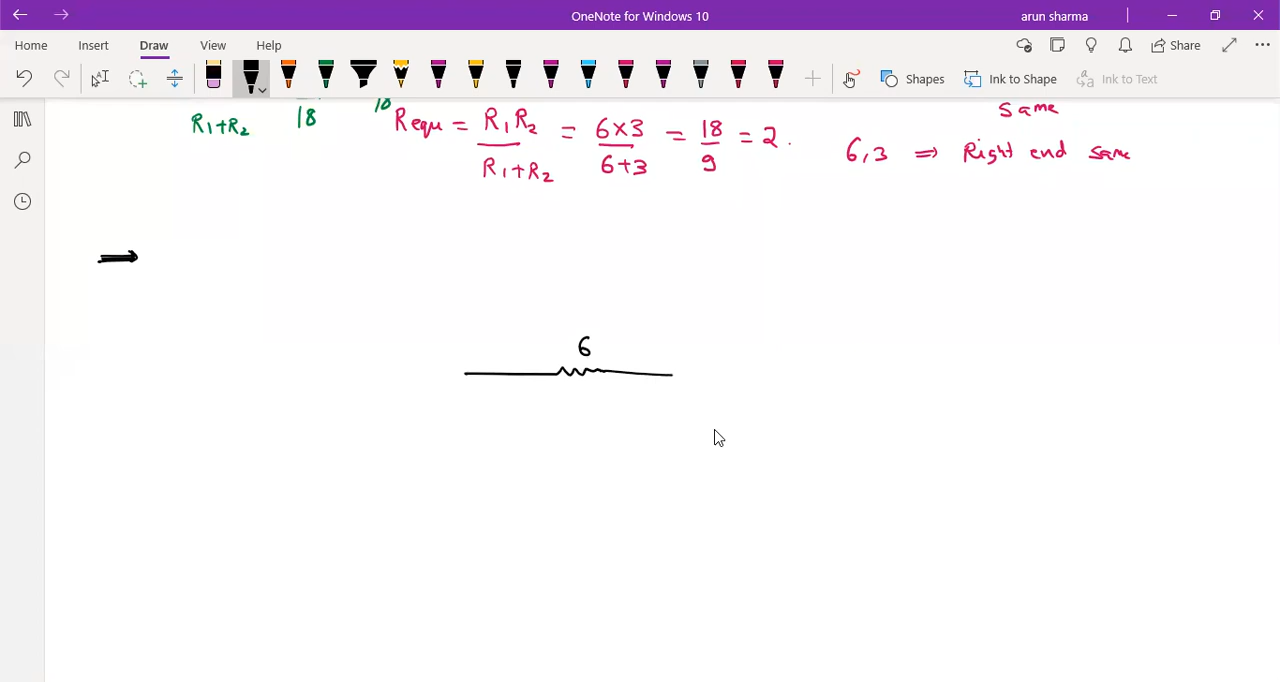 OneNote for Windows 10
arun sharma
Home Insert Draw View Help
Share
Shapes
Ink to Shape
Ink to Text
R₁+R₂
18
18
Requ = R₁R₂ / R₁+R₂ = 6×3 / 6+3 = 18 / 9 = 2.
same
6,3 ⇒ Right end same
6